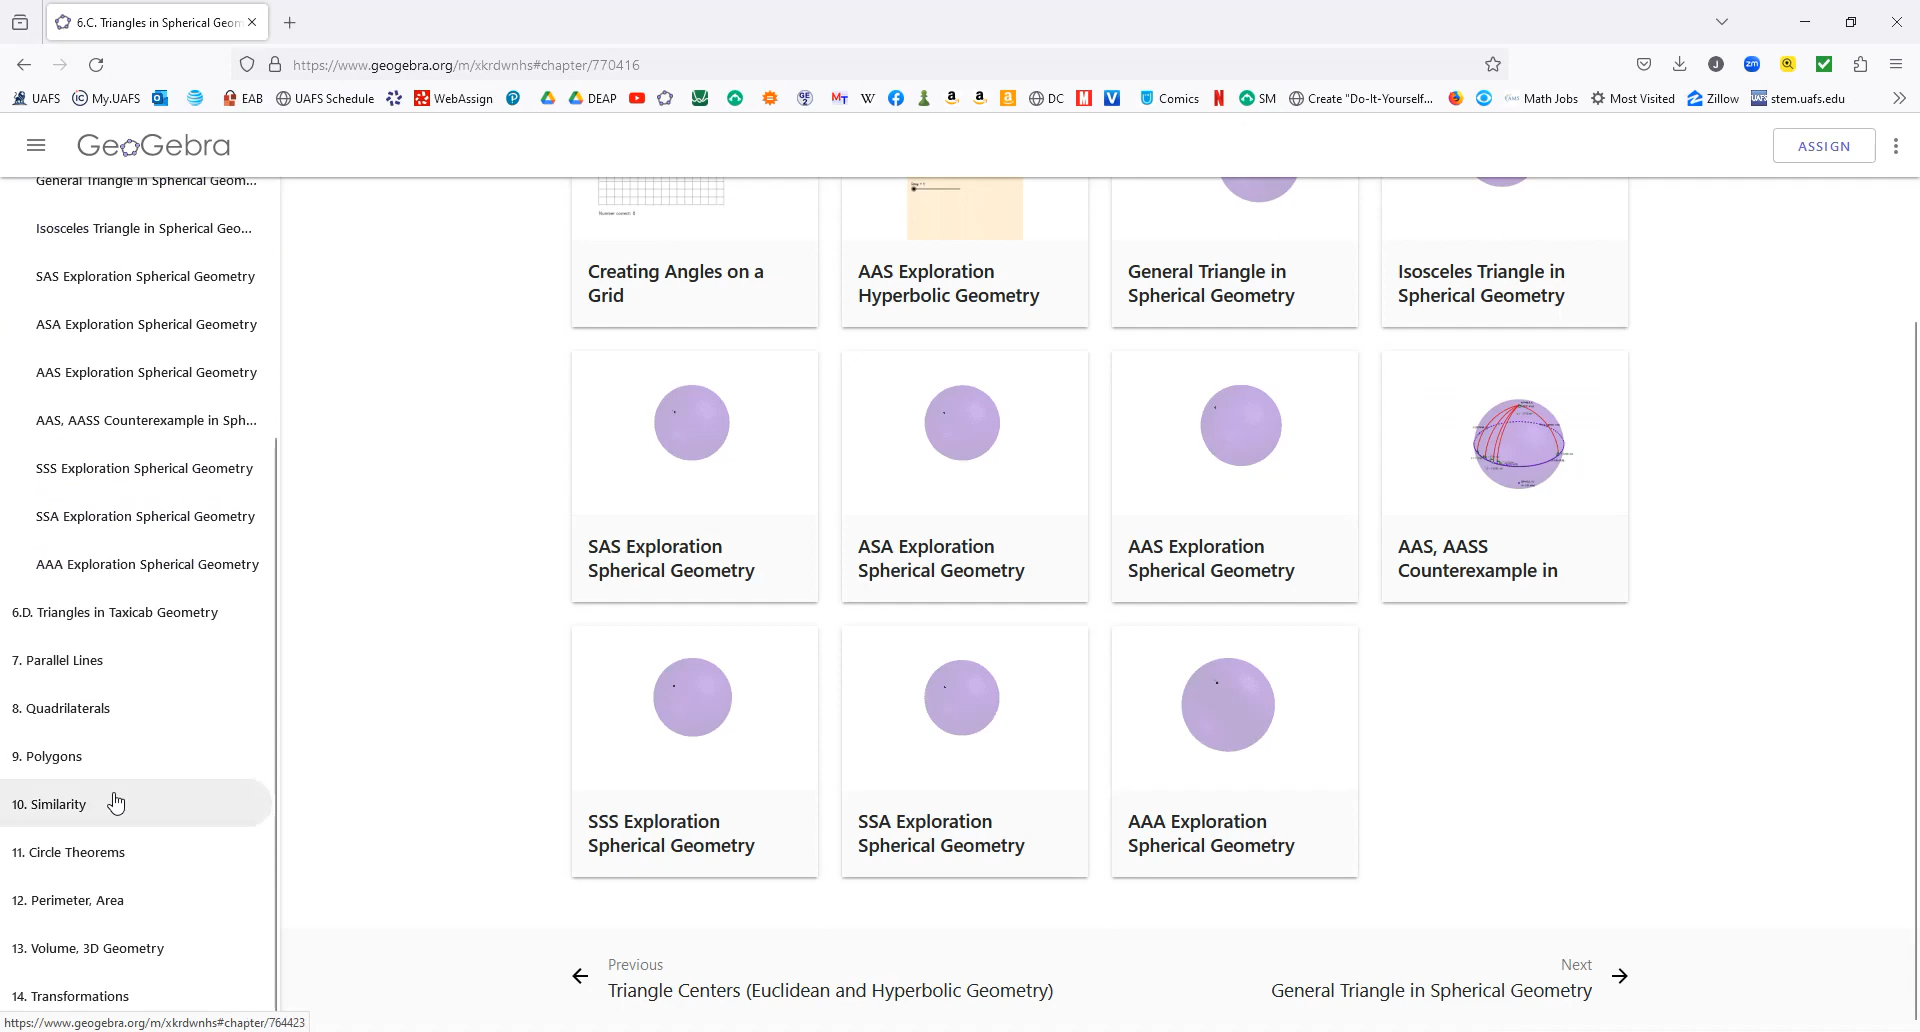 6.C. Triangles in Spherical Geom
https://www.geogebra.org/m/xkrdwnhs#chapter/770416
UAFS
My.UAFS
EAB
UAFS Schedule
WebAssign
DEAP
DC
Comics
SM
Create "Do-It-Yourself...
Math Jobs
Most Visited
Zillow
stem.uafs.edu
GeoGebra
ASSIGN
General Triangle in Spherical Geom...
Isosceles Triangle in Spherical Geo...
SAS Exploration Spherical Geometry
ASA Exploration Spherical Geometry
AAS Exploration Spherical Geometry
AAS, AASS Counterexample in Sph...
SSS Exploration Spherical Geometry
SSA Exploration Spherical Geometry
AAA Exploration Spherical Geometry
6.D. Triangles in Taxicab Geometry
7. Parallel Lines
8. Quadrilaterals
9. Polygons
10. Similarity
11. Circle Theorems
12. Perimeter, Area
13. Volume, 3D Geometry
14. Transformations
https://www.geogebra.org/m/xkrdwnhs#chapter/764423
Creating Angles on a
Grid
AAS Exploration
Hyperbolic Geometry
General Triangle in
Spherical Geometry
Isosceles Triangle in
Spherical Geometry
SAS Exploration
Spherical Geometry
ASA Exploration
Spherical Geometry
AAS Exploration
Spherical Geometry
AAS, AASS
Counterexample in
SSS Exploration
Spherical Geometry
SSA Exploration
Spherical Geometry
AAA Exploration
Spherical Geometry
Previous
Triangle Centers (Euclidean and Hyperbolic Geometry)
Next
General Triangle in Spherical Geometry